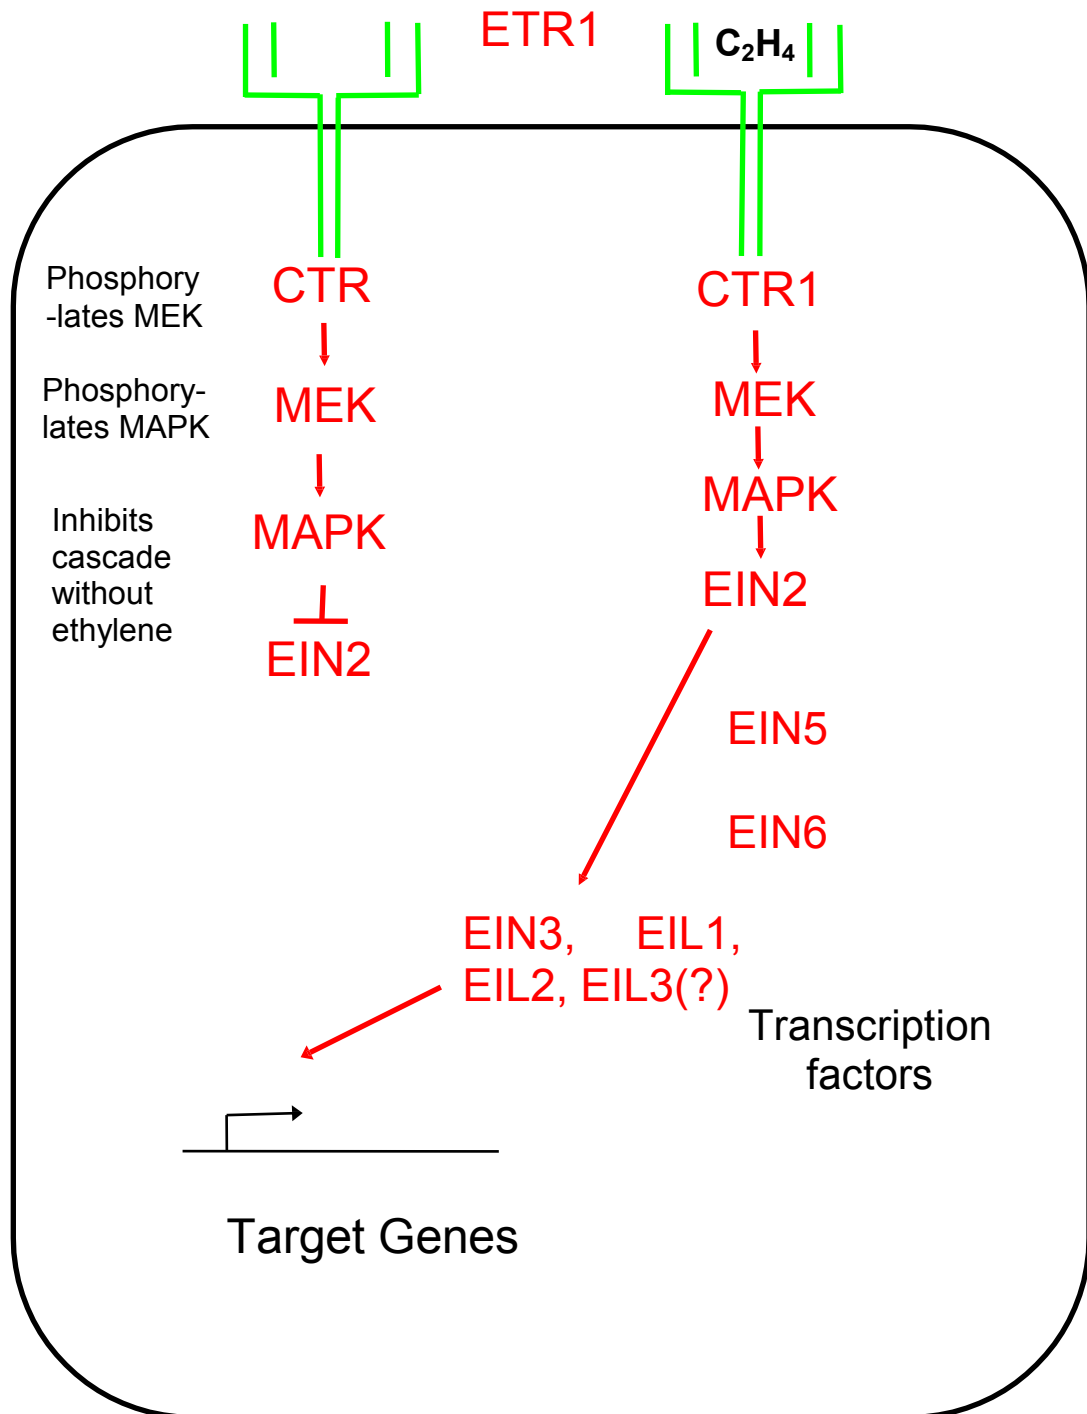 ETR1
C₂H₄
Phosphory
-lates MEK
CTR
CTR1
Phosphory-
lates MAPK
MEK
MEK
MAPK
Inhibits
cascade
without
ethylene
MAPK
EIN2
EIN2
EIN5
EIN6
EIN3, EIL1,
EIL2, EIL3(?)
Transcription
factors
Target Genes